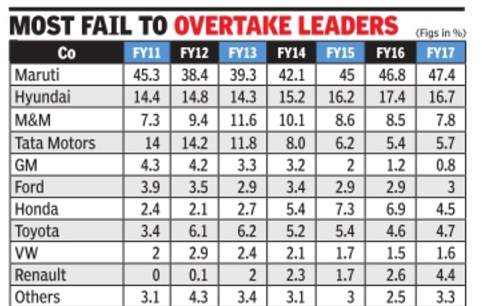 MOST FAIL TO OVERTAKE LEADERS (Figs in %)
Co FY11 FY12 FY13 FY14 FY15 FY16 FY17
Maruti 45.3 38.4 39.3 42.1 45 46.8 47.4
Hyundai 14.4 14.8 14.3 15.2 16.2 17.4 16.7
M&M 7.3 9.4 11.6 10.1 8.6 8.5 7.8
Tata Motors 14 14.2 11.8 8.0 6.2 5.4 5.7
GM 4.3 4.2 3.3 3.2 2 1.2 0.8
Ford 3.9 3.5 2.9 3.4 2.9 2.9 3
Honda 2.4 2.1 2.7 5.4 7.3 6.9 4.5
Toyota 3.4 6.1 6.2 5.2 5.4 4.6 4.7
VW 2 2.9 2.4 2.1 1.7 1.5 1.6
Renault 0 0.1 2 2.3 1.7 2.6 4.4
Others 3.1 4.3 3.4 3.1 3 2.5 3.3